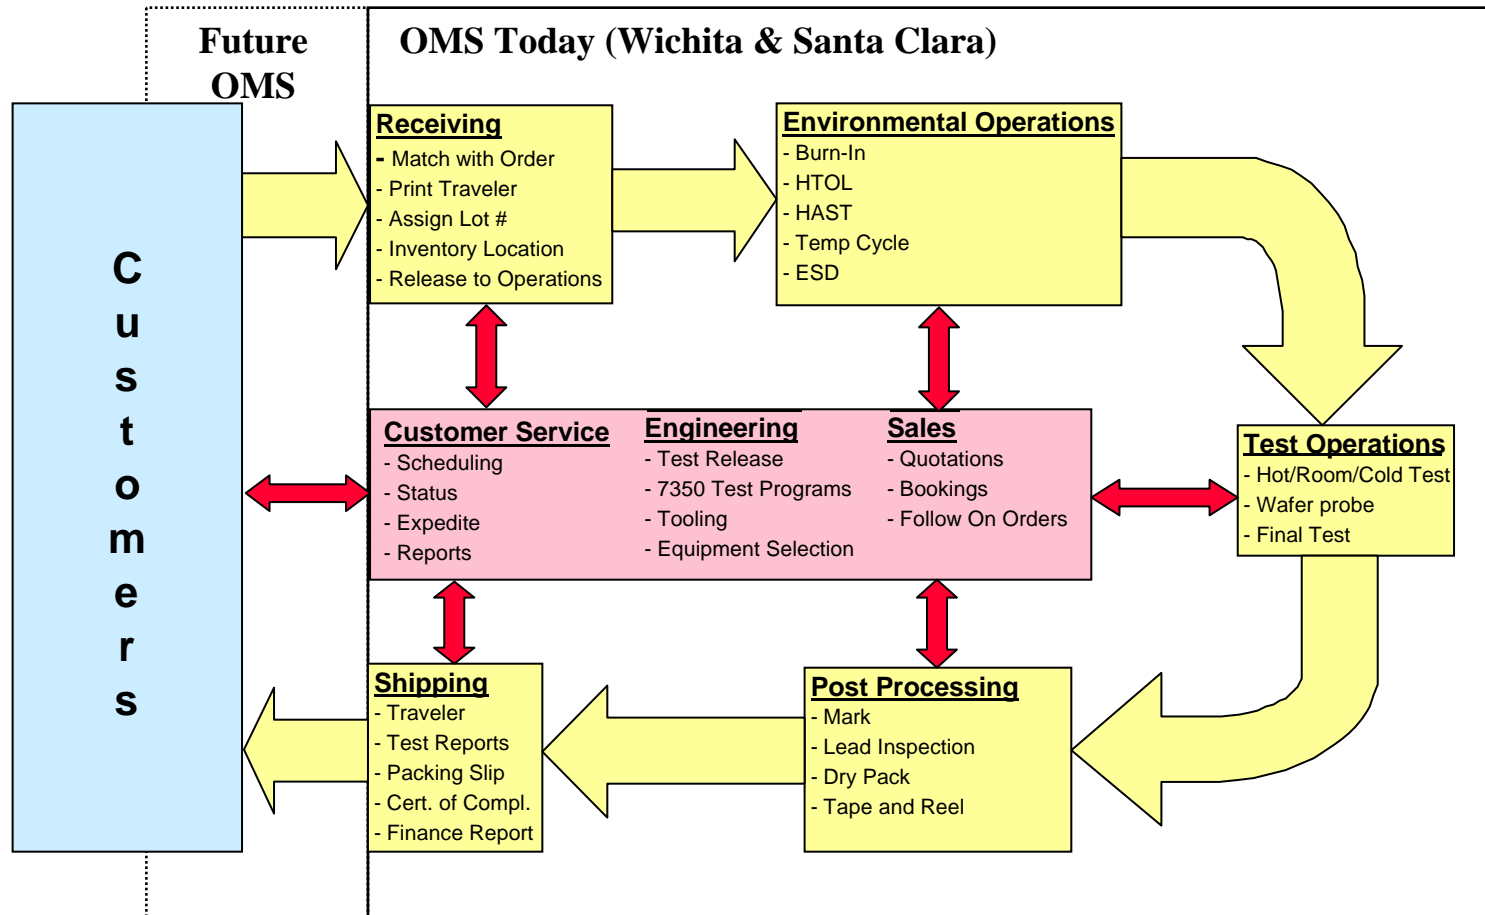 Future
OMS
OMS Today (Wichita & Santa Clara)
Customers
Receiving
- Match with Order
- Print Traveler
- Assign Lot #
- Inventory Location
- Release to Operations
Environmental Operations
- Burn-In
- HTOL
- HAST
- Temp Cycle
- ESD
Customer Service
- Scheduling
- Status
- Expedite
- Reports
Engineering
- Test Release
- 7350 Test Programs
- Tooling
- Equipment Selection
Sales
- Quotations
- Bookings
- Follow On Orders
Test Operations
- Hot/Room/Cold Test
- Wafer probe
- Final Test
Shipping
- Traveler
- Test Reports
- Packing Slip
- Cert. of Compl.
- Finance Report
Post Processing
- Mark
- Lead Inspection
- Dry Pack
- Tape and Reel